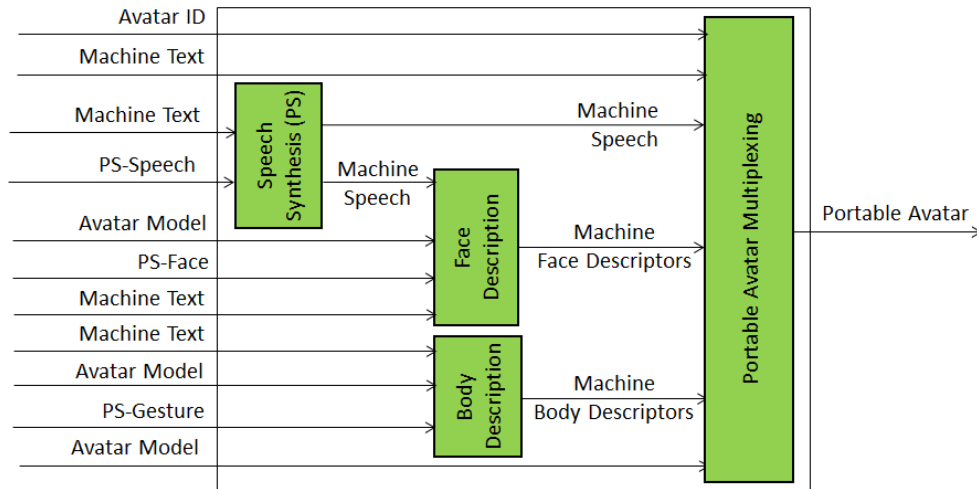 Avatar ID
Machine Text
Machine Text
PS-Speech
Speech
Synthesis (PS)
Machine
Speech
Machine
Speech
Avatar Model
PS-Face
Machine Text
Face
Description
Machine
Face Descriptors
Machine Text
Avatar Model
PS-Gesture
Avatar Model
Body
Description
Machine
Body Descriptors
Portable Avatar Multiplexing
Portable Avatar